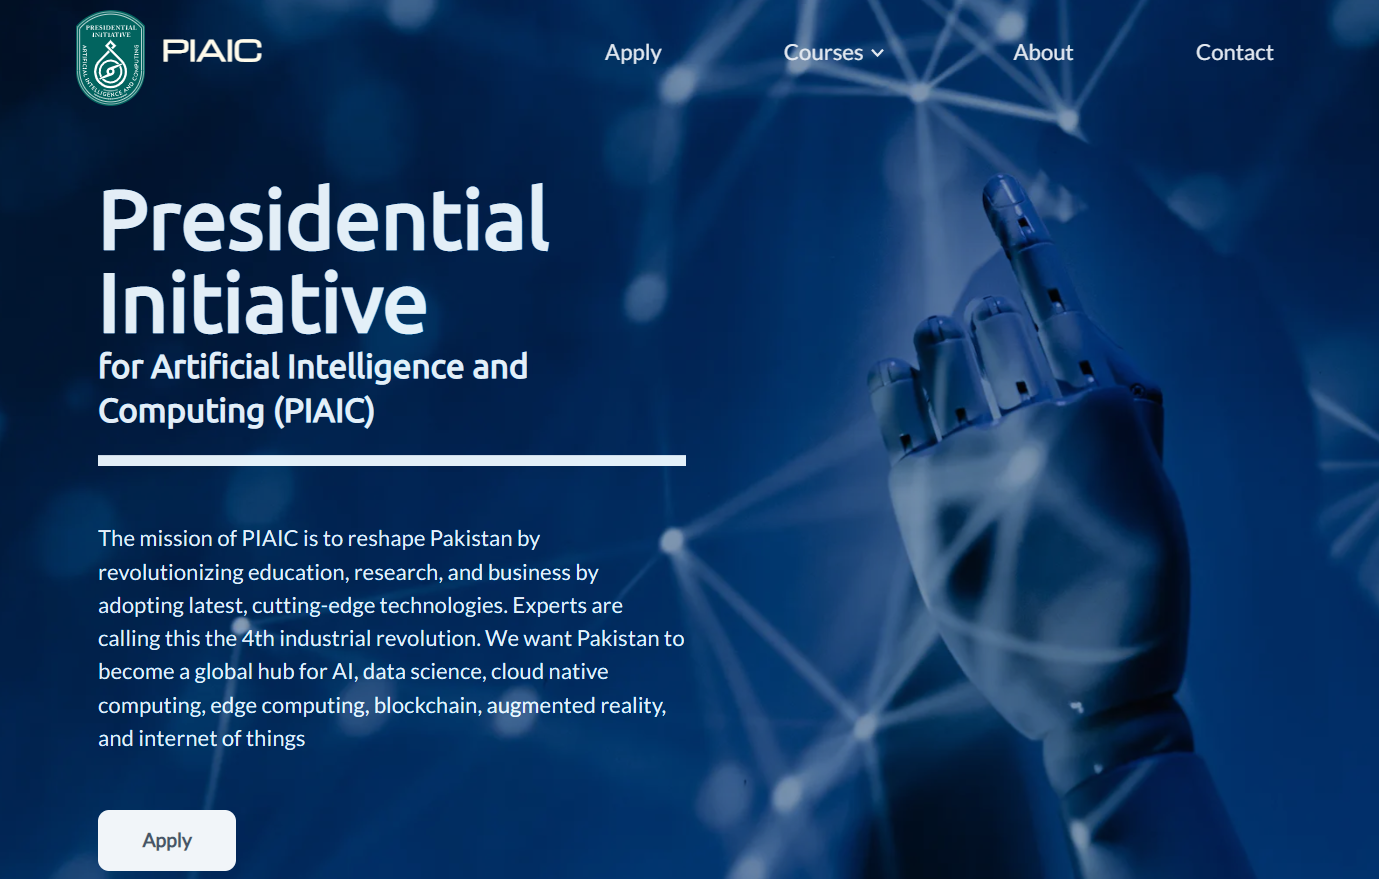 PRESIDENTIAL
INITIATIVE
ARTIFICIAL INTELLIGENCE AND COMPUTING
PIAIC
Apply
Courses
About
Contact
Presidential
Initiative
for Artificial Intelligence and
Computing (PIAIC)
The mission of PIAIC is to reshape Pakistan by
revolutionizing education, research, and business by
adopting latest, cutting-edge technologies. Experts are
calling this the 4th industrial revolution. We want Pakistan to
become a global hub for AI, data science, cloud native
computing, edge computing, blockchain, augmented reality,
and internet of things
Apply